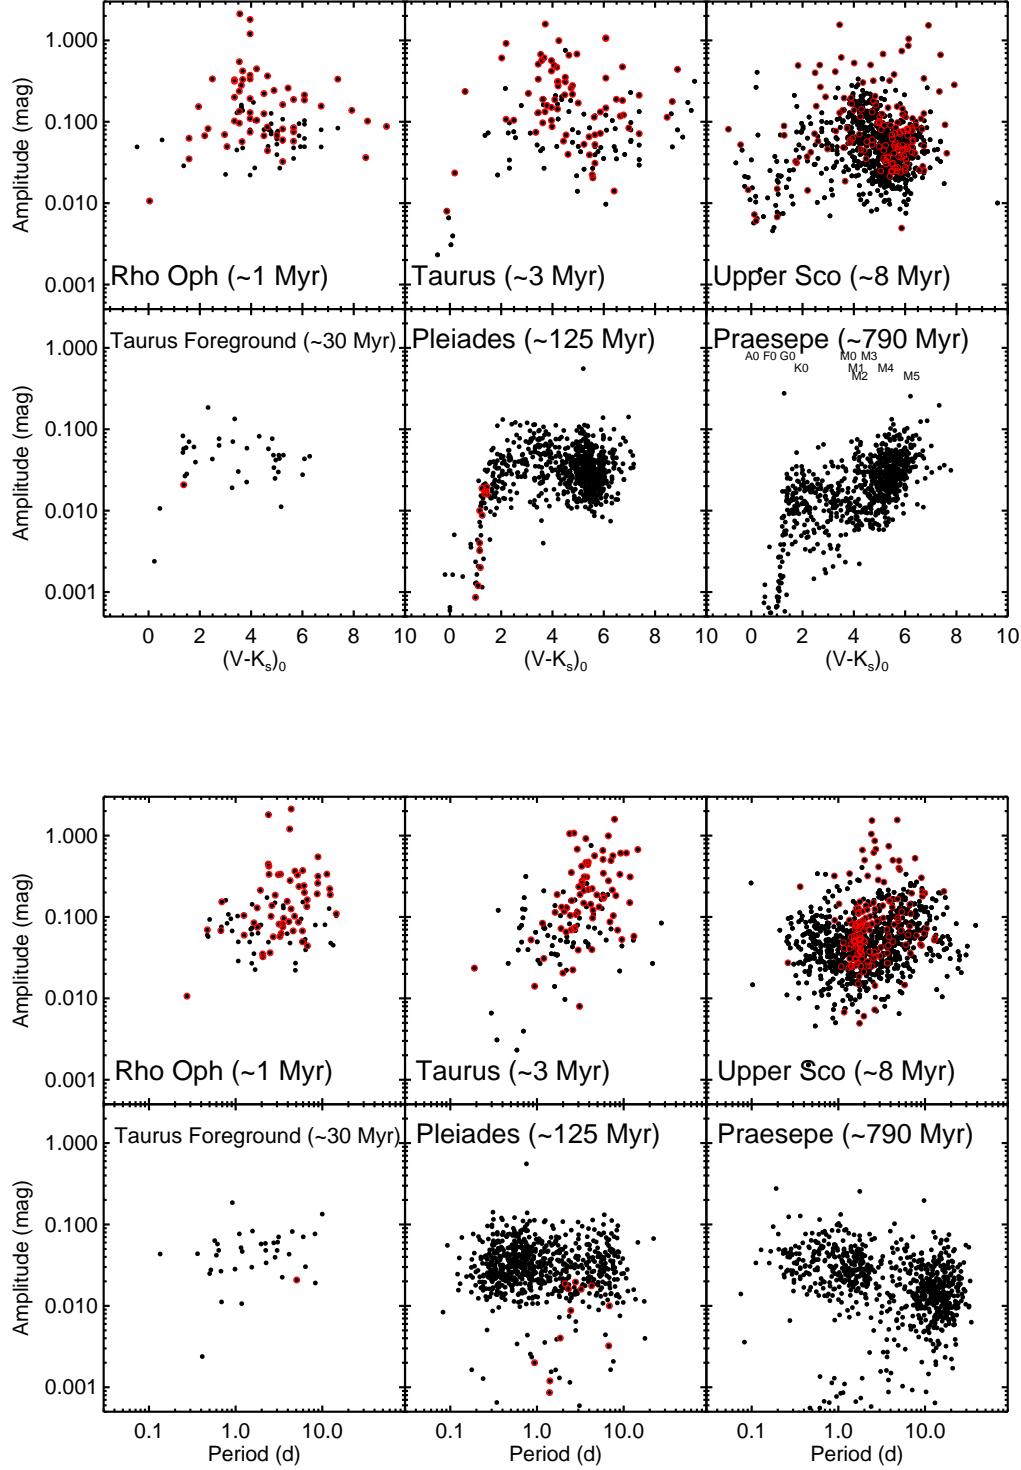 1.000
0.100
0.010
0.001
Amplitude (mag)
Rho Oph (~1 Myr)
Taurus (~3 Myr)
Upper Sco (~8 Myr)
Taurus Foreground (~30 Myr)
Pleiades (~125 Myr)
Praesepe (~790 Myr)
A0 F0 G0 M0 M3
K0 M1 M4
M2 M5
1.000
0.100
0.010
0.001
Amplitude (mag)
0 2 4 6 8 10 0 2 4 6 8 10 0 2 4 6 8 10
(V-Kₛ)₀ (V-Kₛ)₀ (V-Kₛ)₀
1.000
0.100
0.010
0.001
Amplitude (mag)
Rho Oph (~1 Myr)
Taurus (~3 Myr)
Upper Sco (~8 Myr)
Taurus Foreground (~30 Myr)
Pleiades (~125 Myr)
Praesepe (~790 Myr)
1.000
0.100
0.010
0.001
Amplitude (mag)
0.1 1.0 10.0 0.1 1.0 10.0 0.1 1.0 10.0
Period (d) Period (d) Period (d)